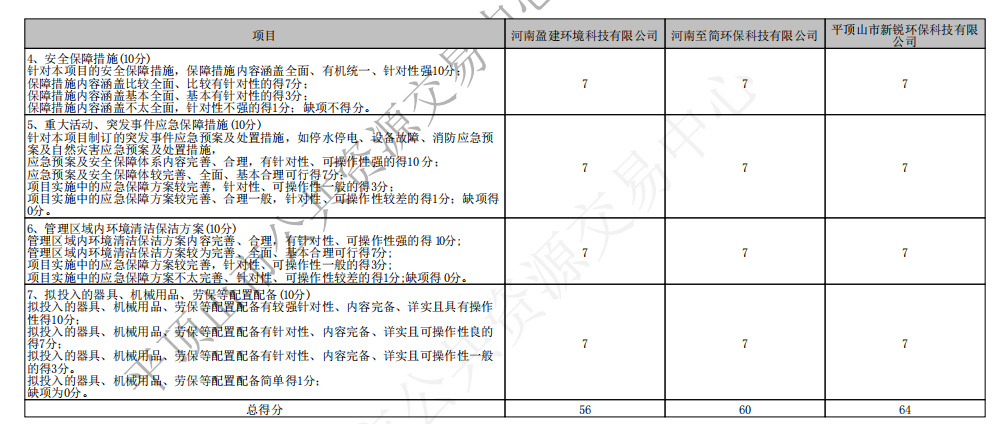 项目
河南盈建环境科技有限公司
河南至简环保科技有限公司
平顶山市新锐环保科技有限
公司
4、安全保障措施(10分)
针对本项目的安全保障措施，保障措施内容涵盖全面、有机统一、针对性强10分；
保障措施内容涵盖比较全面、比较有针对性的得7分；
保障措施内容涵盖基本全面、基本有针对性的得3分；
保障措施内容涵盖不太全面，针对性不强的得1分；缺项不得分。
7
7
7
5、重大活动、突发事件应急保障措施(10分)
针对本项目制订的突发事件应急预案及处置措施，如停水停电、设备故障、消防应急预
案及自然灾害应急预案及处置措施，
应急预案及安全保障体系内容完善、合理，有针对性、可操作性强的得10分；
应急预案及安全保障体较完善、全面、基本合理可行得7分；
项目实施中的应急保障方案较完善，针对性、可操作性一般的得3分；
项目实施中的应急保障方案较完善、合理一般，针对性、可操作性较差的得1分；缺项得
0分。
7
7
7
6、管理区域内环境清洁保洁方案(10分)
管理区域内环境清洁保洁方案内容完善、合理，有针对性、可操作性强的得 10分;
管理区域内环境清洁保洁方案较为完善、全面、基本合理可行得7分；
项目实施中的应急保障方案较完善，针对性、可操作性一般的得3分；
项目实施中的应急保障方案不太完善、针对性、可操作性较差的得1分;缺项得 0分。
7
7
7
7、拟投入的器具、机械用品、劳保等配置配备(10分)
拟投入的器具、机械用品、劳保等配置配备有较强针对性、内容完备、详实且具有操作
性得10分；
拟投入的器具、机械用品、劳保等配置配备有针对性、内容完备、详实且可操作性良的
得7分；
拟投入的器具、机械用品、劳保等配置配备有针对性、内容完备、详实且可操作性一般
的得3分。
拟投入的器具、机械用品、劳保等配置配备简单得1分；
缺项为0分。
7
7
7
总得分
56
60
64
平顶山市公共资源交易中心
公共资源交易中心